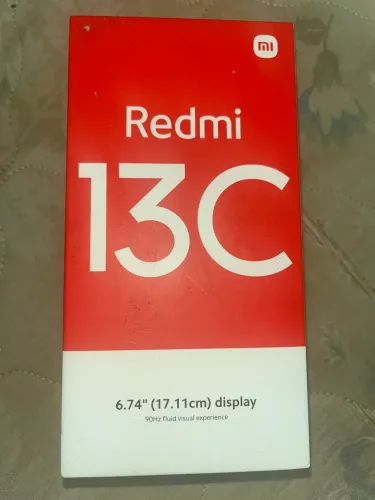 mi
Redmi
13C
6.74" (17.11cm) display
90Hz fluid visual experience